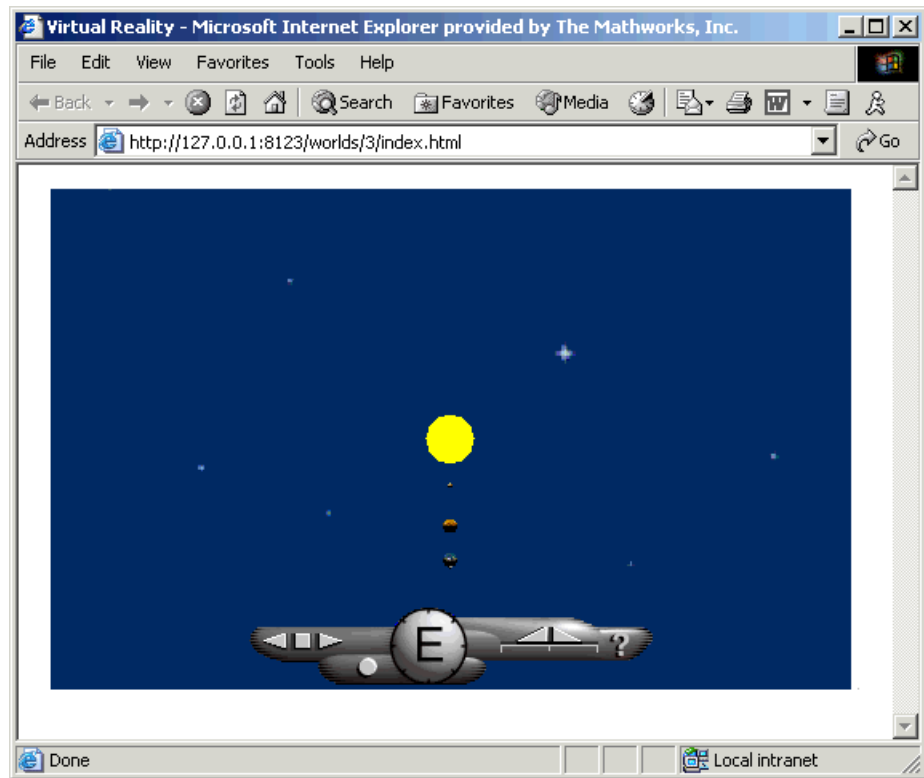 Virtual Reality - Microsoft Internet Explorer provided by The Mathworks, Inc.
File Edit View Favorites Tools Help
Back Search Favorites Media W
Address http://127.0.0.1:8123/worlds/3/index.html Go
E ?
Done Local intranet